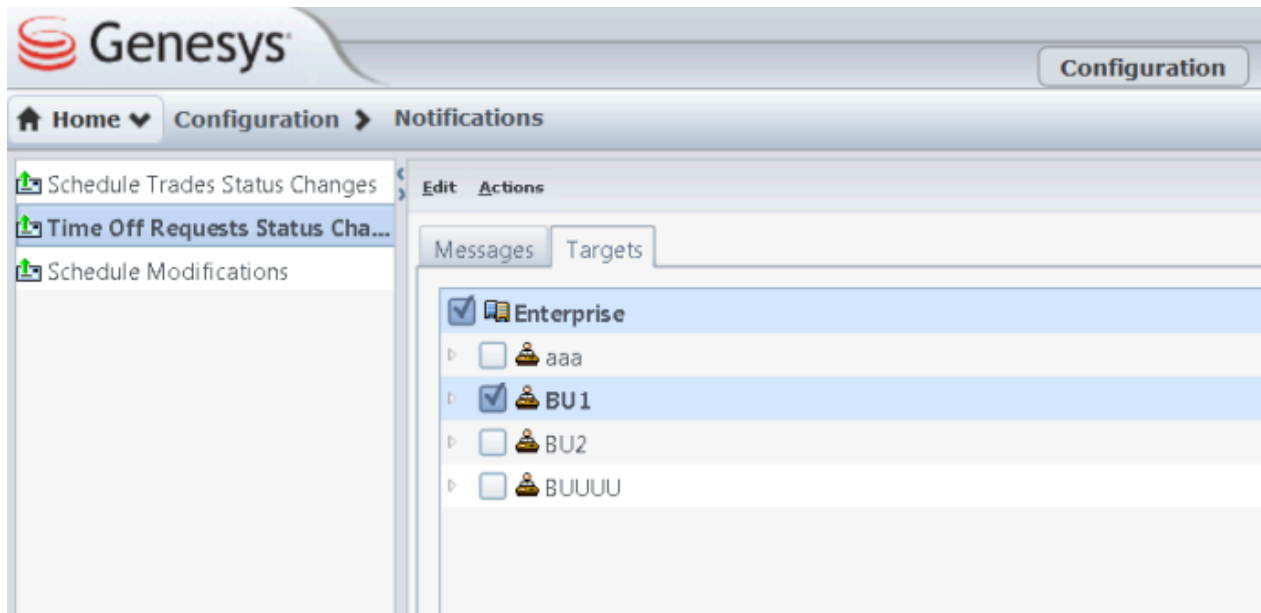 Genesys
Configuration
Home Configuration Notifications
Schedule Trades Status Changes
Time Off Requests Status Cha...
Schedule Modifications
Edit Actions
Messages Targets
Enterprise
aaa
BU1
BU2
BUUUU